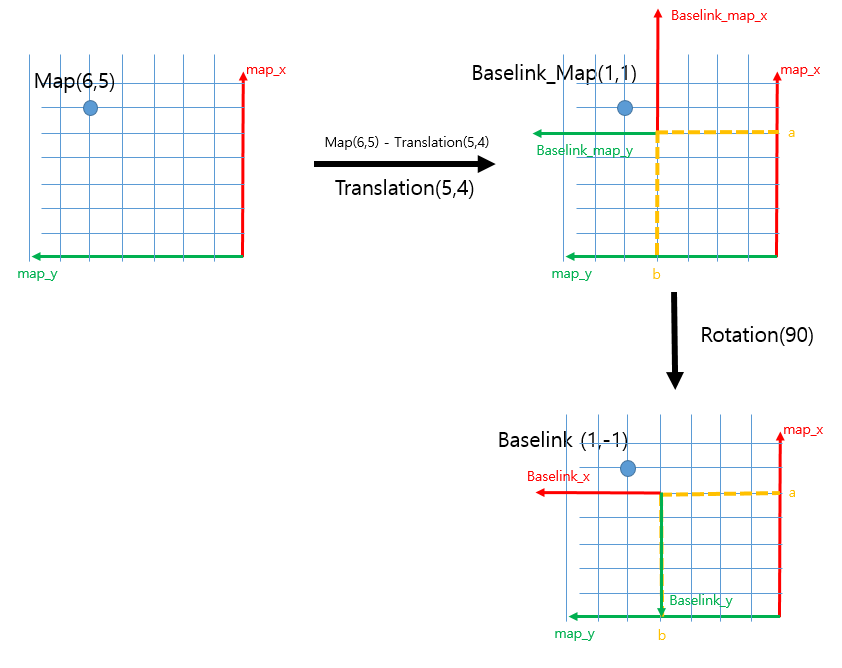 Baselink_map_x
map_x
Map(6,5)
Baselink_Map(1,1)
map_x
Map(6,5) - Translation(5,4)
a
Baselink_map_y
Translation(5,4)
map_y
map_y
b
Rotation(90)
map_x
Baselink (1,-1)
Baselink_x
a
Baselink_y
map_y
b